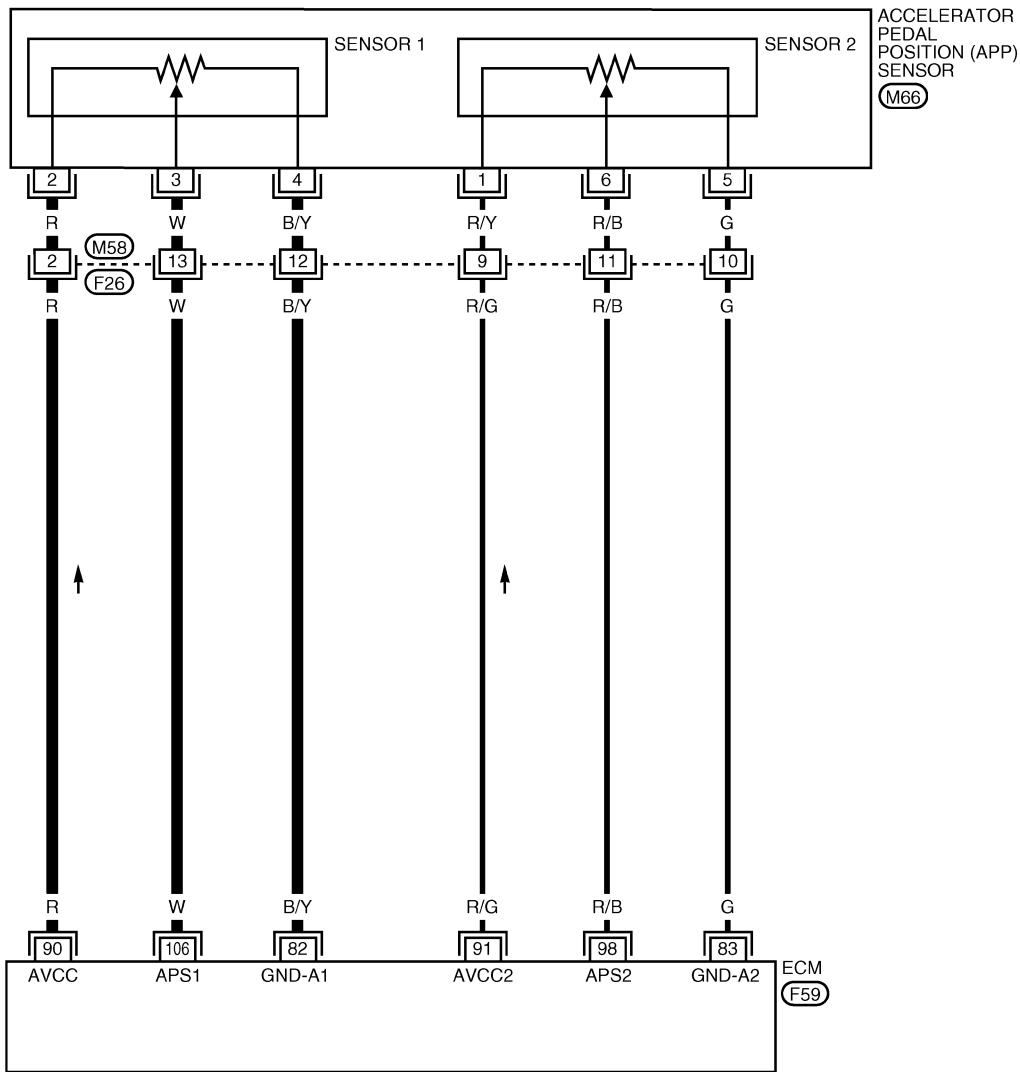 ACCELERATOR
PEDAL
POSITION (APP)
SENSOR
M66
SENSOR 1
SENSOR 2
2 3 4 1 6 5
R W B/Y R/Y R/B G
M58
2 13 12 9 11 10
F26
R W B/Y R/G R/B G
R W B/Y R/G R/B G
90 106 82 91 98 83
AVCC APS1 GND-A1 AVCC2 APS2 GND-A2
ECM
F59